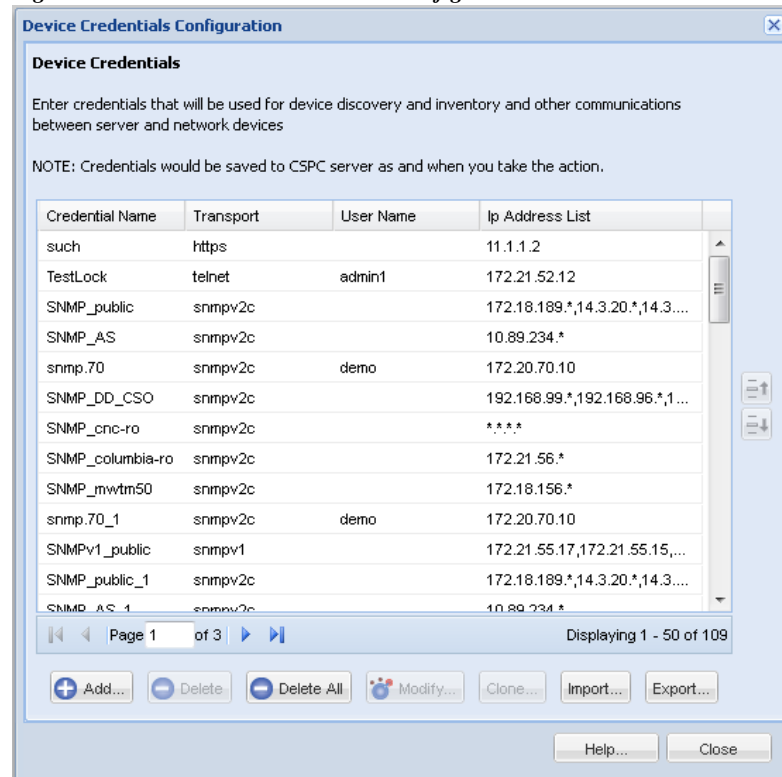 Device Credentials Configuration
Device Credentials
Enter credentials that will be used for device discovery and inventory and other communications
between server and network devices
NOTE: Credentials would be saved to CSPC server as and when you take the action.
Credential Name Transport User Name Ip Address List
such https 11.1.1.2
TestLock telnet admin1 172.21.52.12
SNMP_public snmpv2c 172.18.189.*,14.3.20.*,14.3....
SNMP_AS snmpv2c 10.89.234.*
snmp.70 snmpv2c demo 172.20.70.10
SNMP_DD_CSO snmpv2c 192.168.99.*,192.168.96.*,1...
SNMP_cnc-ro snmpv2c *.*.*.*
SNMP_columbia-ro snmpv2c 172.21.56.*
SNMP_mwtm50 snmpv2c 172.18.156.*
snmp.70_1 snmpv2c demo 172.20.70.10
SNMPv1_public snmpv1 172.21.55.17,172.21.55.15,...
SNMP_public_1 snmpv2c 172.18.189.*,14.3.20.*,14.3....
SNMP_AS_1 snmpv2c 10.89.234.*
Page 1 of 3 Displaying 1 - 50 of 109
Add... Delete Delete All Modify... Clone... Import... Export...
Help... Close